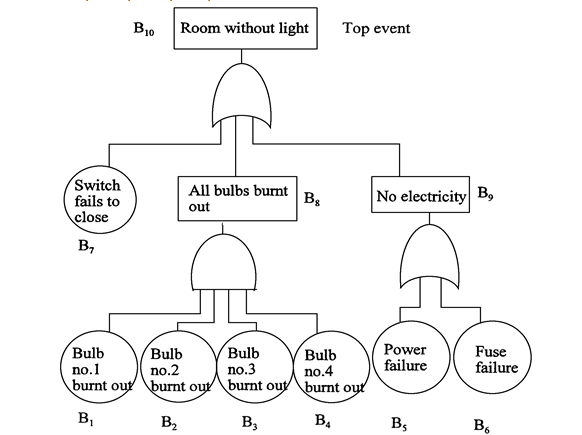 B10 Room without light Top event
Switch
fails to
close
B7
All bulbs burnt
out
B8
No electricity B9
Bulb
no.1
burnt out
Bulb
no.2
burnt out
Bulb
no.3
burnt out
Bulb
no.4
burnt out
Power
failure
Fuse
failure
B1 B2 B3 B4 B5 B6